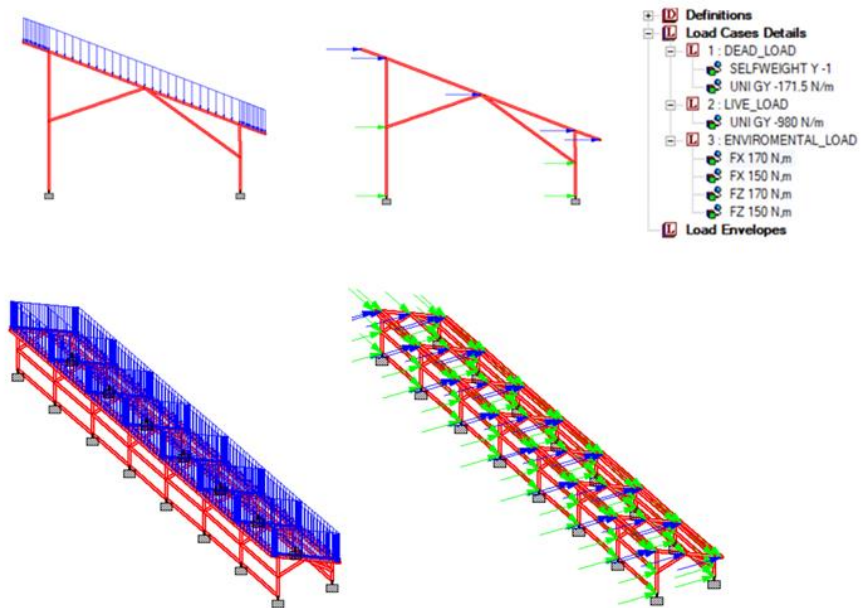 Definitions
Load Cases Details
1 : DEAD_LOAD
SELFWEIGHT Y -1
UNI GY -171.5 N/m
2 : LIVE_LOAD
UNI GY -980 N/m
3 : ENVIROMENTAL_LOAD
FX 170 N,m
FX 150 N,m
FZ 170 N,m
FZ 150 N,m
Load Envelopes